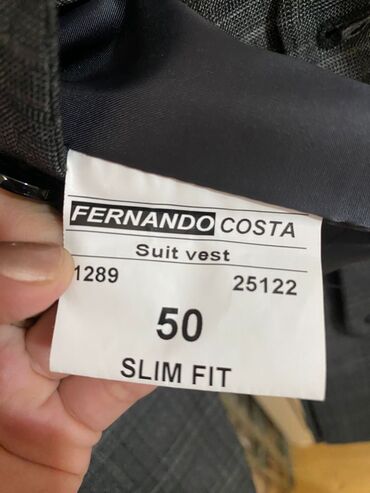 FERNANDO COSTA
Suit vest
1289 25122
50
SLIM FIT